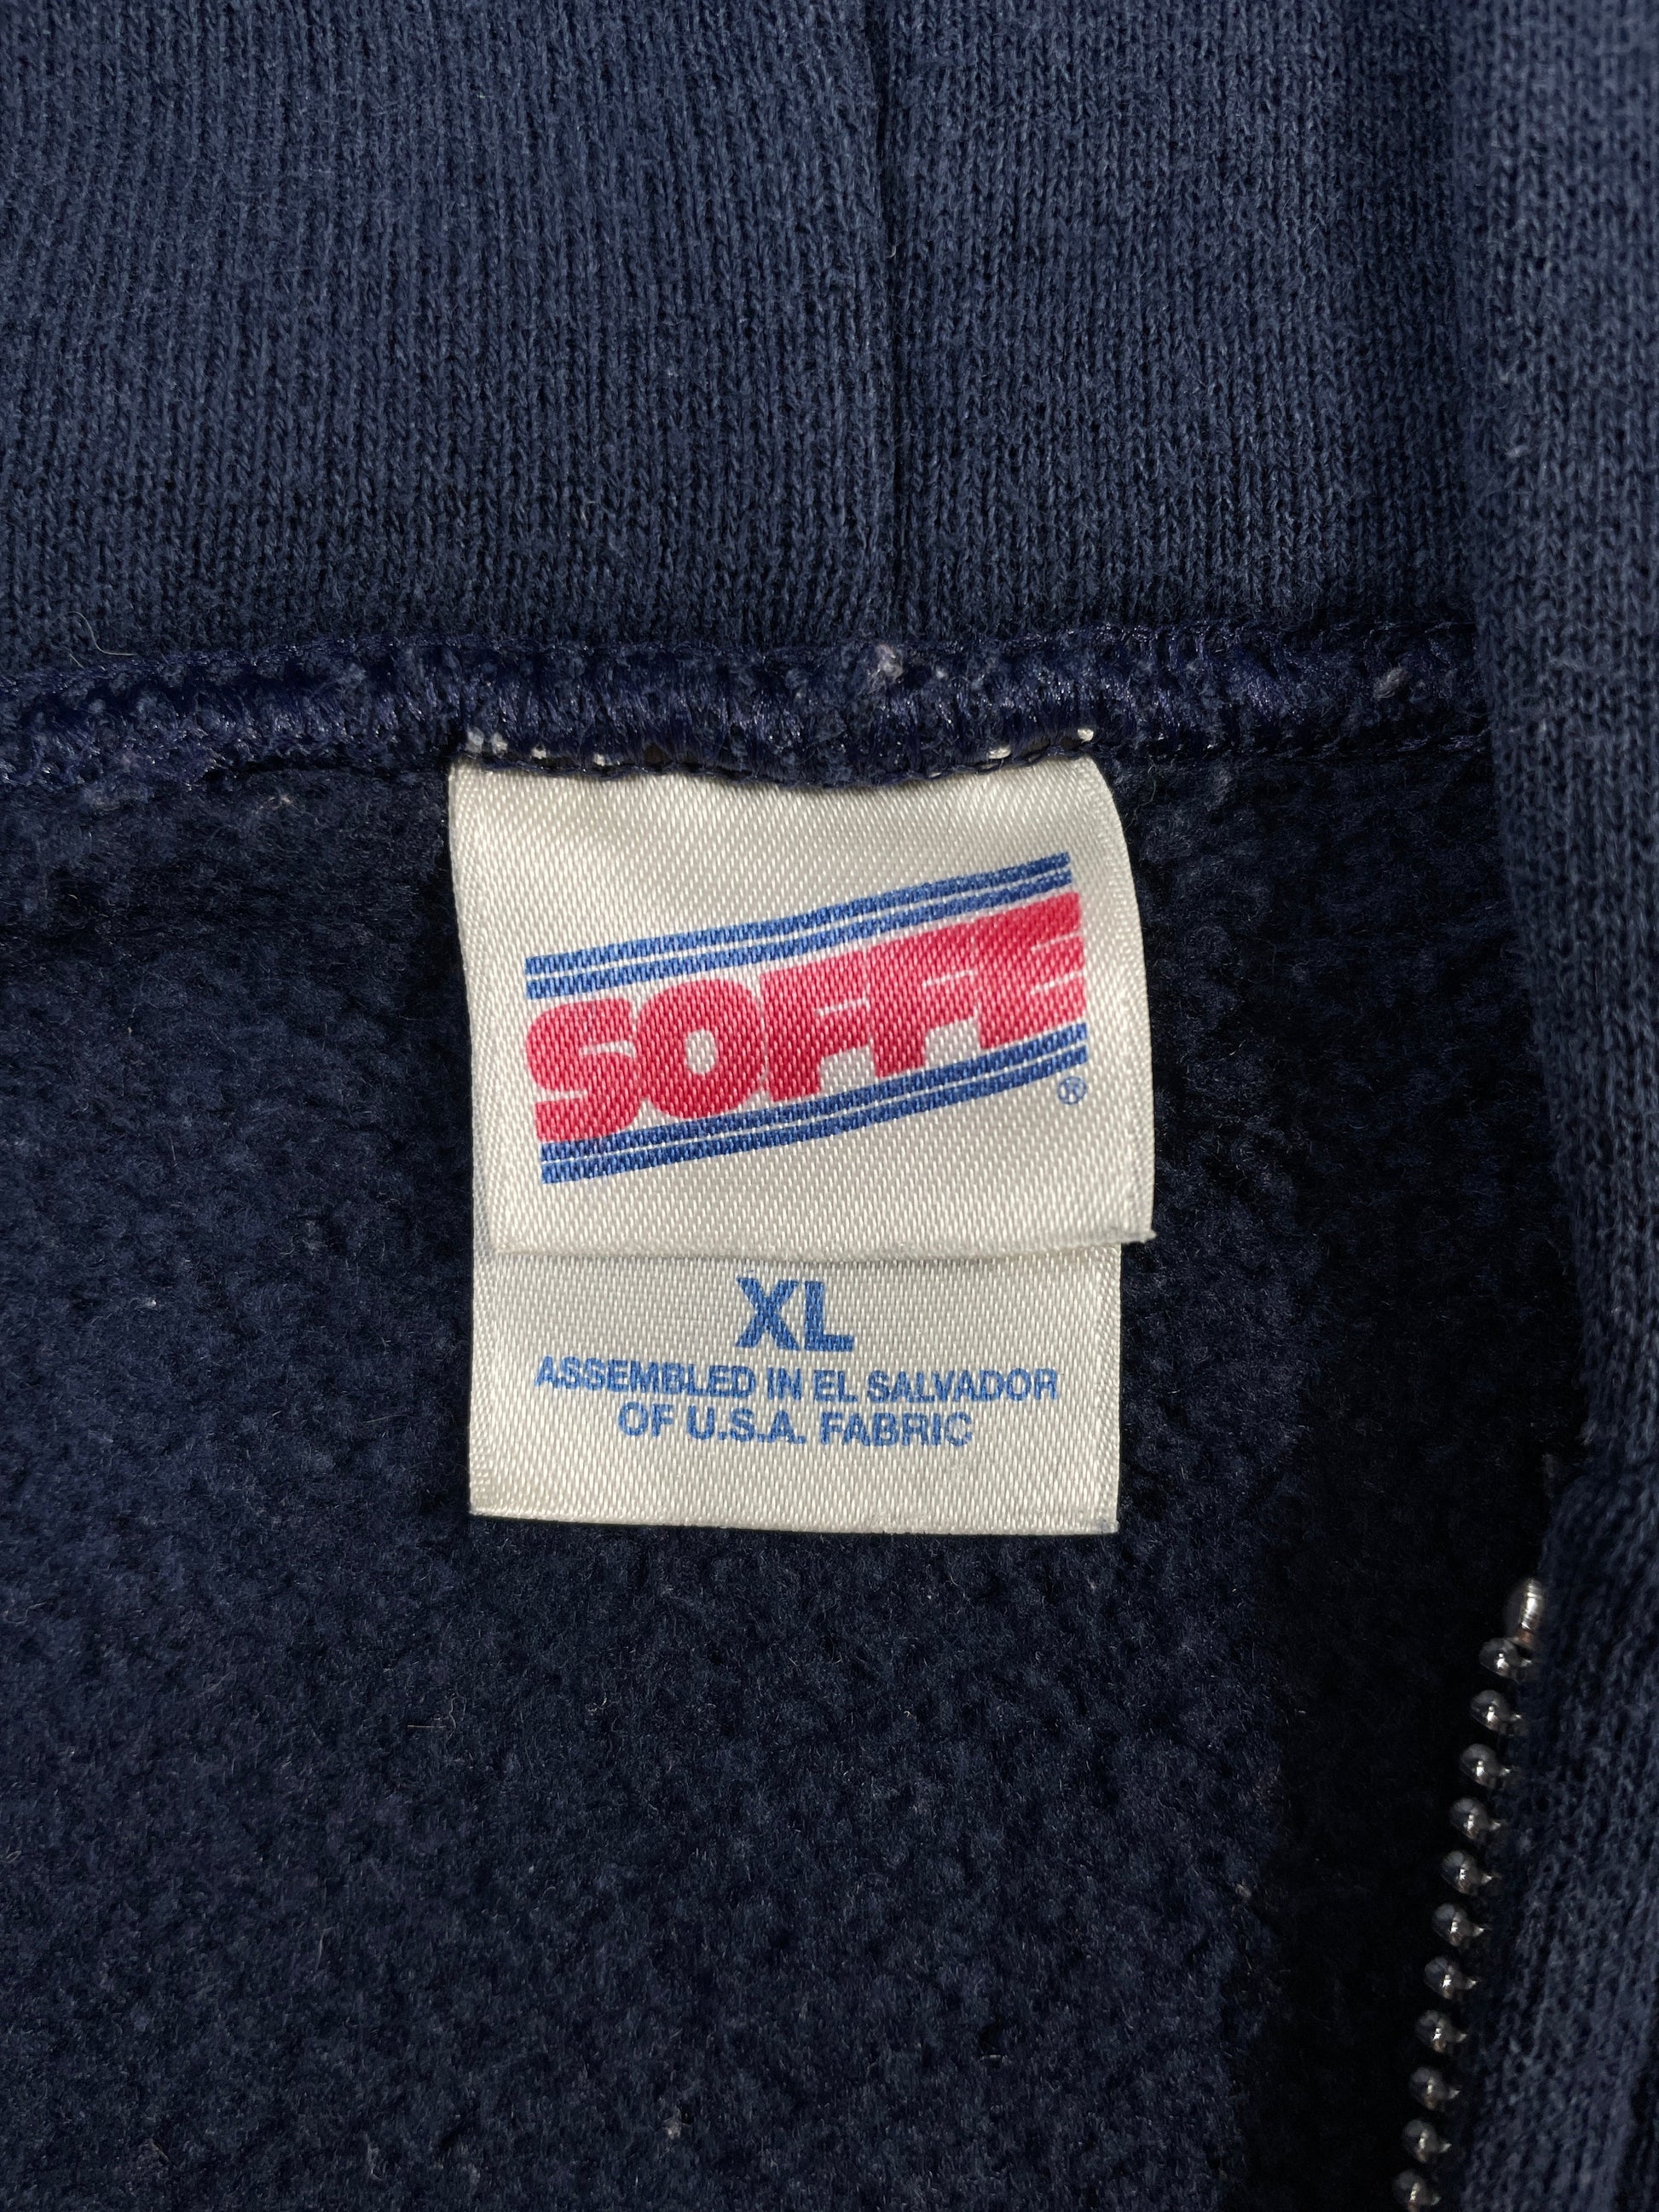 SOFFE
®
XL
ASSEMBLED IN EL SALVADOR
OF U.S.A. FABRIC